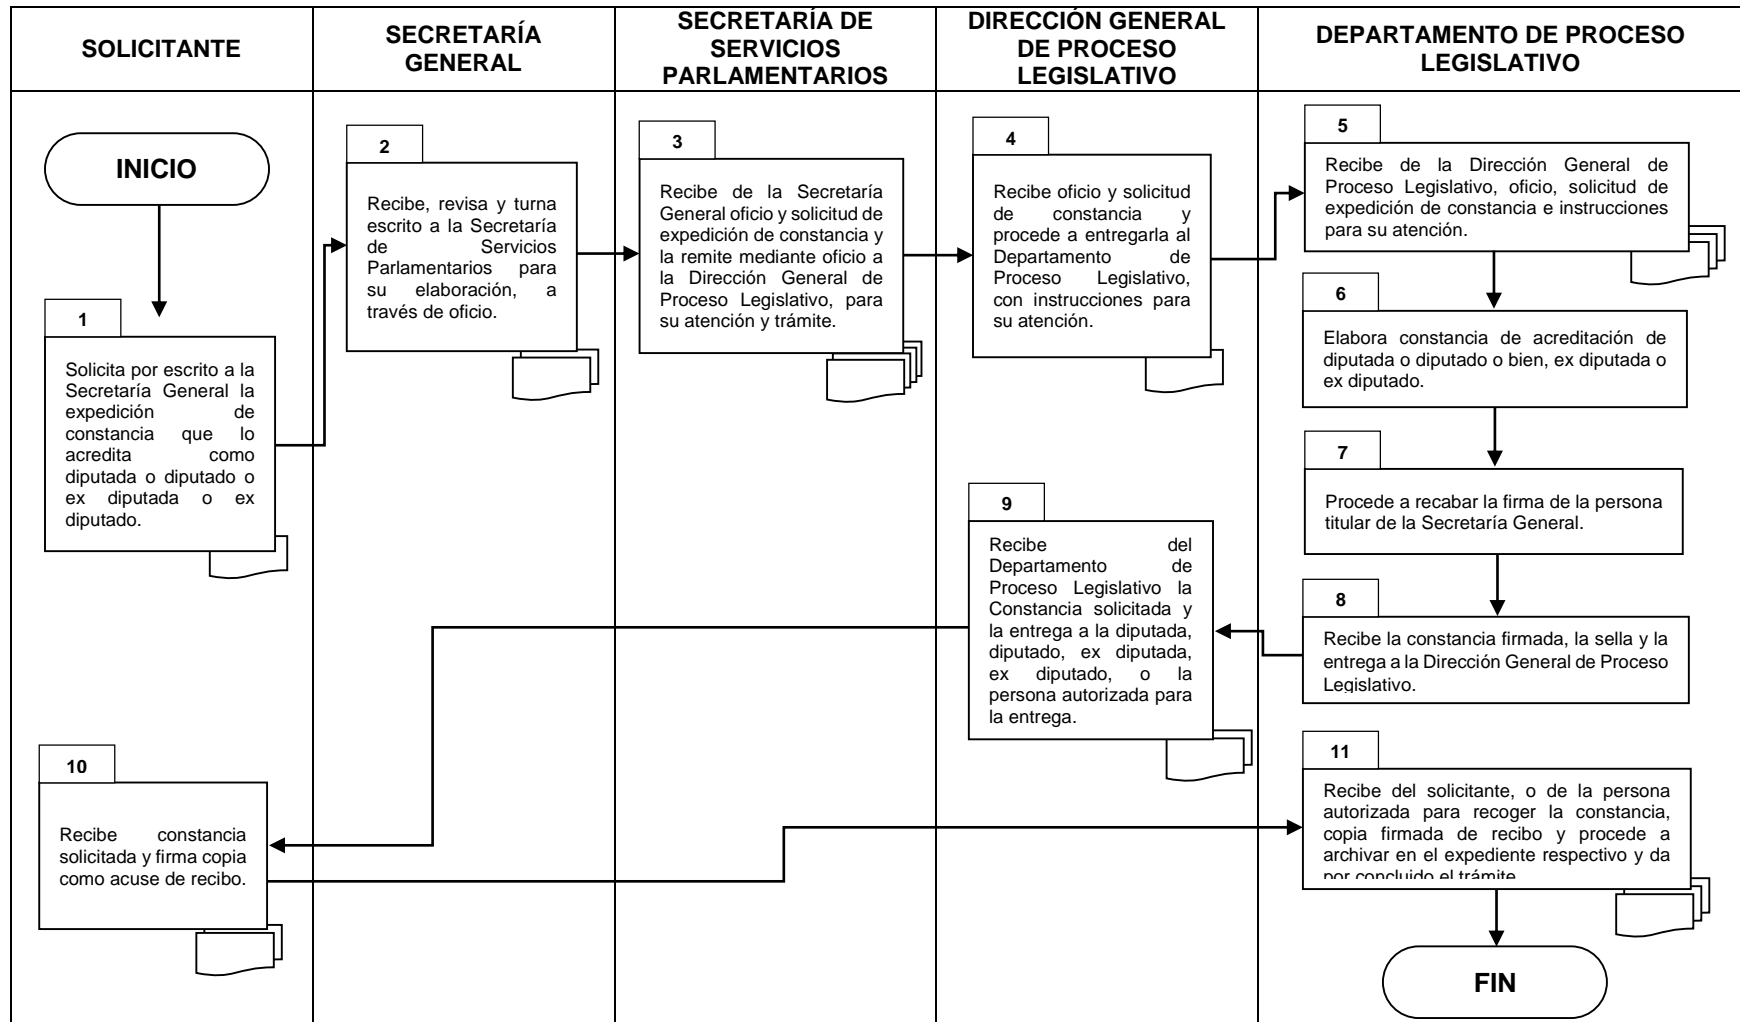 SOLICITANTE
SECRETARÍA
GENERAL
SECRETARÍA DE
SERVICIOS
PARLAMENTARIOS
DIRECCIÓN GENERAL
DE PROCESO
LEGISLATIVO
DEPARTAMENTO DE PROCESO
LEGISLATIVO
INICIO
1
Solicita por escrito a la
Secretaría General la
expedición de
constancia que lo
acredita como
diputada o diputado o
ex diputada o ex
diputado.
2
Recibe, revisa y turna
escrito a la Secretaría
de Servicios
Parlamentarios para
su elaboración, a
través de oficio.
3
Recibe de la Secretaría
General oficio y solicitud de
expedición de constancia y
la remite mediante oficio a
la Dirección General de
Proceso Legislativo, para
su atención y trámite.
4
Recibe oficio y solicitud
de constancia y
procede a entregarla al
Departamento de
Proceso Legislativo,
con instrucciones para
su atención.
5
Recibe de la Dirección General de
Proceso Legislativo, oficio, solicitud de
expedición de constancia e instrucciones
para su atención.
6
Elabora constancia de acreditación de
diputada o diputado o bien, ex diputada o
ex diputado.
7
Procede a recabar la firma de la persona
titular de la Secretaría General.
8
Recibe la constancia firmada, la sella y la
entrega a la Dirección General de Proceso
Legislativo.
9
Recibe del
Departamento de
Proceso Legislativo la
Constancia solicitada y
la entrega a la diputada,
diputado, ex diputada,
ex diputado, o la
persona autorizada para
la entrega.
10
Recibe constancia
solicitada y firma copia
como acuse de recibo.
11
Recibe del solicitante, o de la persona
autorizada para recoger la constancia,
copia firmada de recibo y procede a
archivar en el expediente respectivo y da
por concluido el trámite
FIN